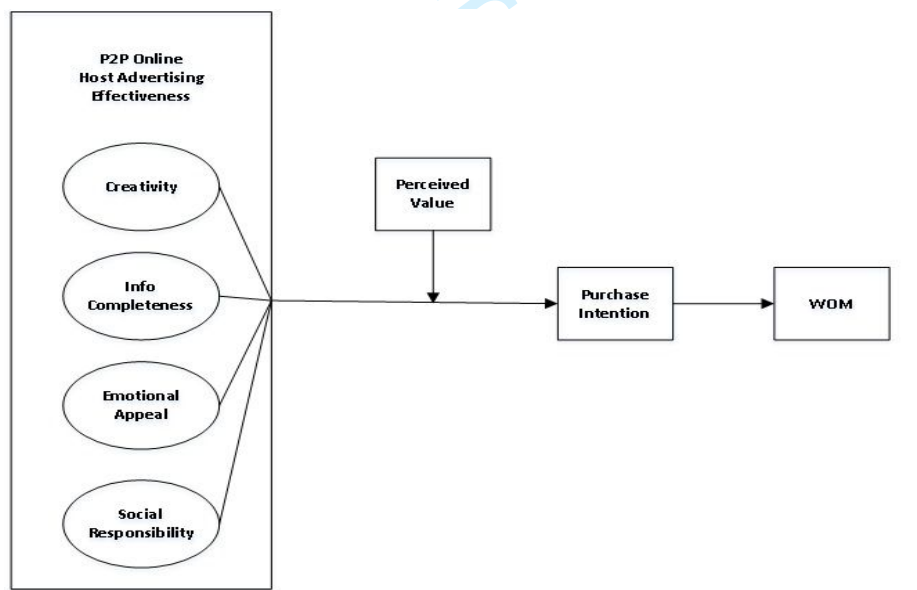 P2P Online
Host Advertising
Effectiveness
Creativity
Info
Completeness
Emotional
Appeal
Social
Responsibility
Perceived
Value
Purchase
Intention
WOM